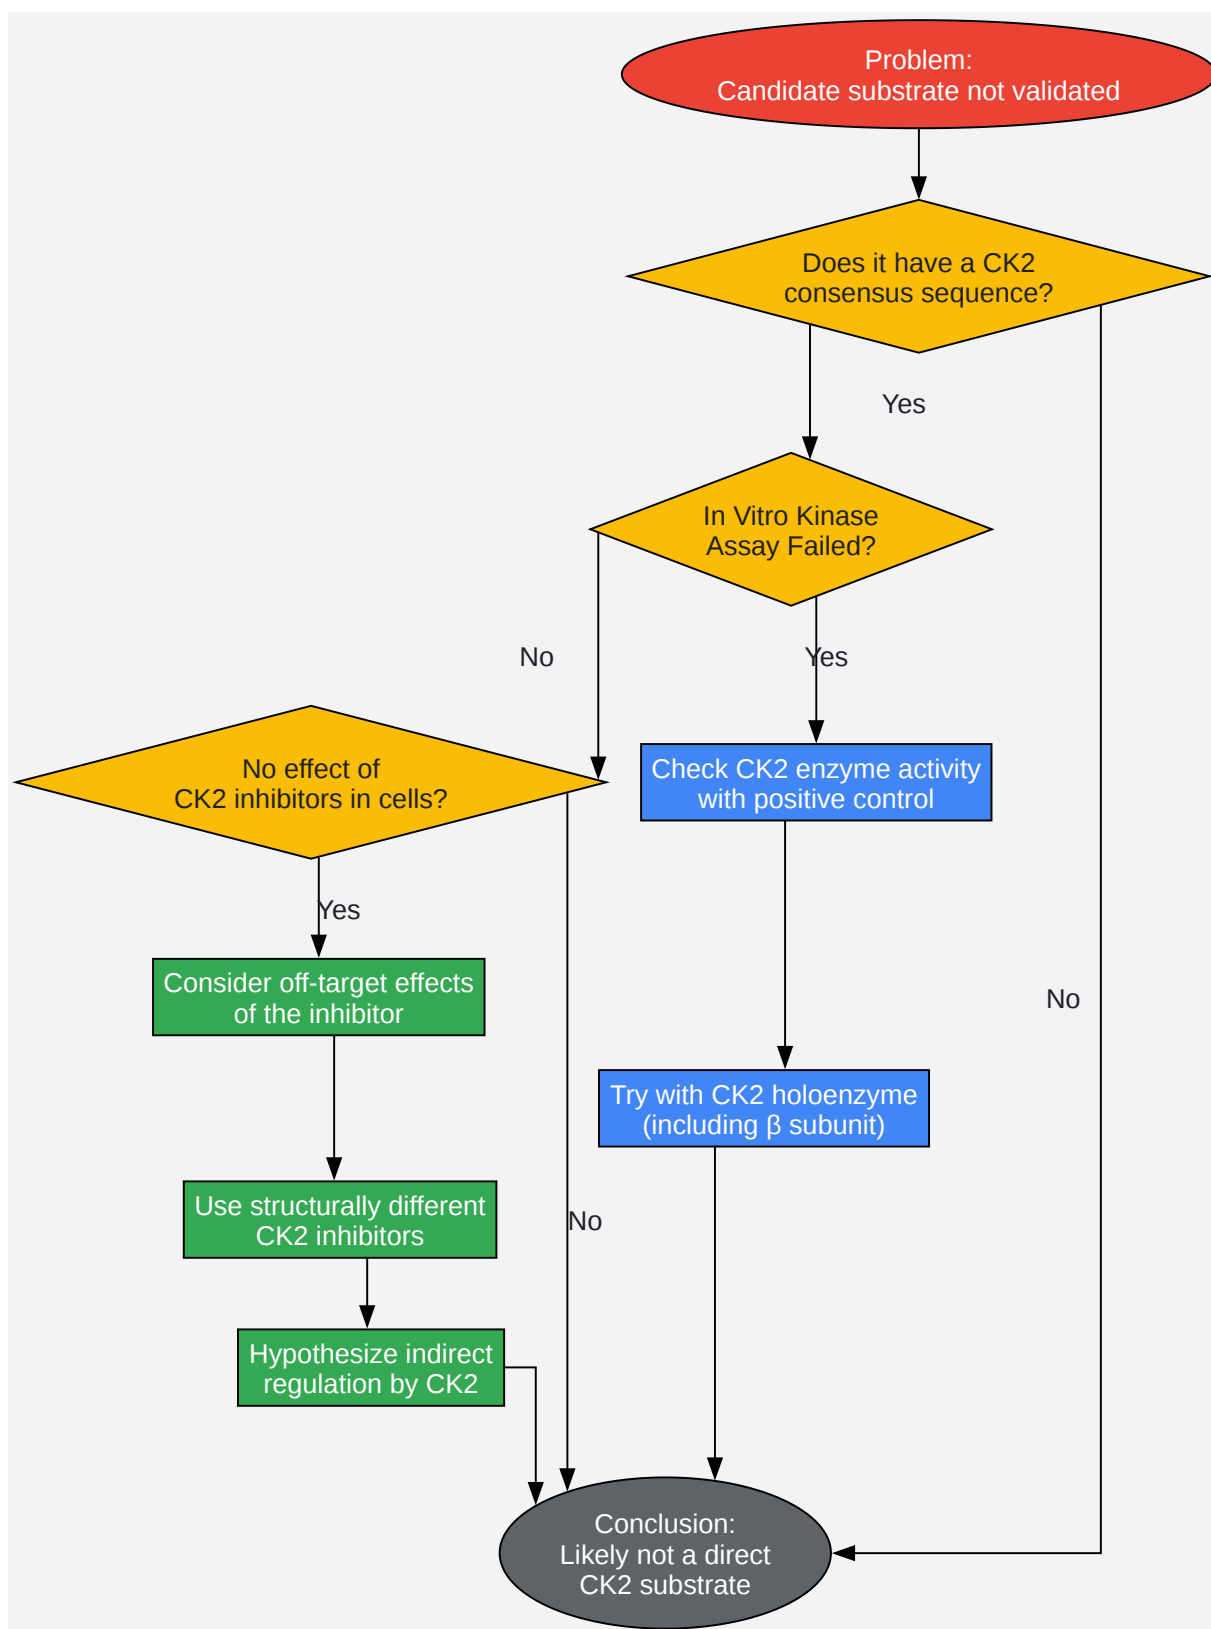 Problem:
Candidate substrate not validated
Does it have a CK2
consensus sequence?
Yes
In Vitro Kinase
Assay Failed?
No
Yes
No effect of
CK2 inhibitors in cells?
Check CK2 enzyme activity
with positive control
Yes
Consider off-target effects
of the inhibitor
No
Try with CK2 holoenzyme
(including β subunit)
Use structurally different
CK2 inhibitors
No
Hypothesize indirect
regulation by CK2
Conclusion:
Likely not a direct
CK2 substrate